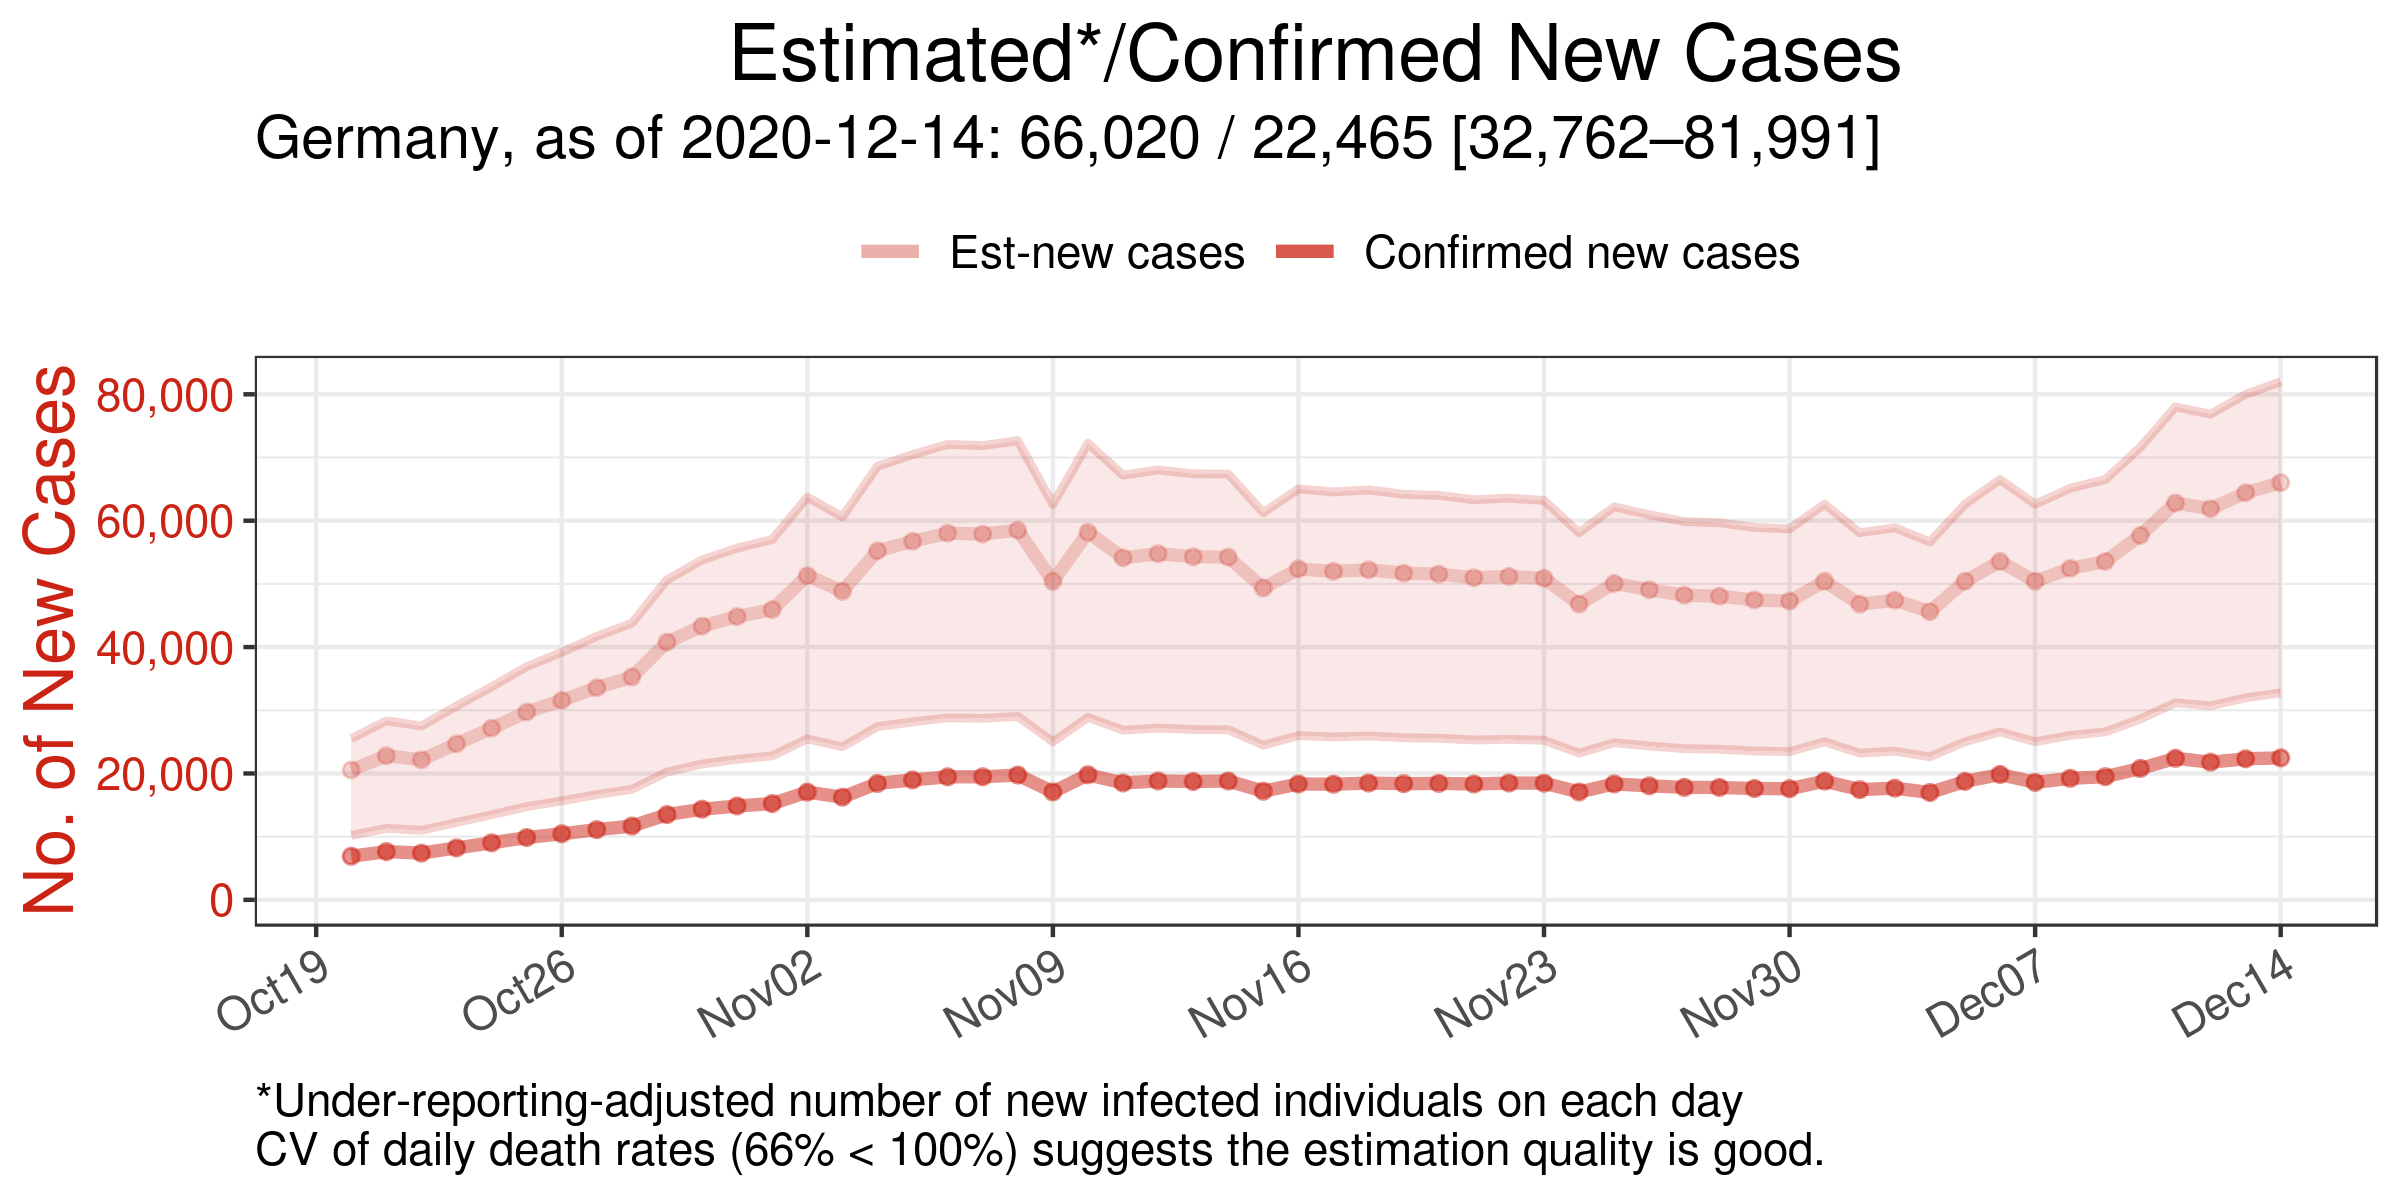 Estimated*/Confirmed New Cases
Germany, as of 2020-12-14: 66,020 / 22,465 [32,762–81,991]
Est-new cases
Confirmed new cases
No. of New Cases
80,000
60,000
40,000
20,000
0
Oct19
Oct26
Nov02
Nov09
Nov16
Nov23
Nov30
Dec07
Dec14
*Under-reporting-adjusted number of new infected individuals on each day
CV of daily death rates (66% < 100%) suggests the estimation quality is good.